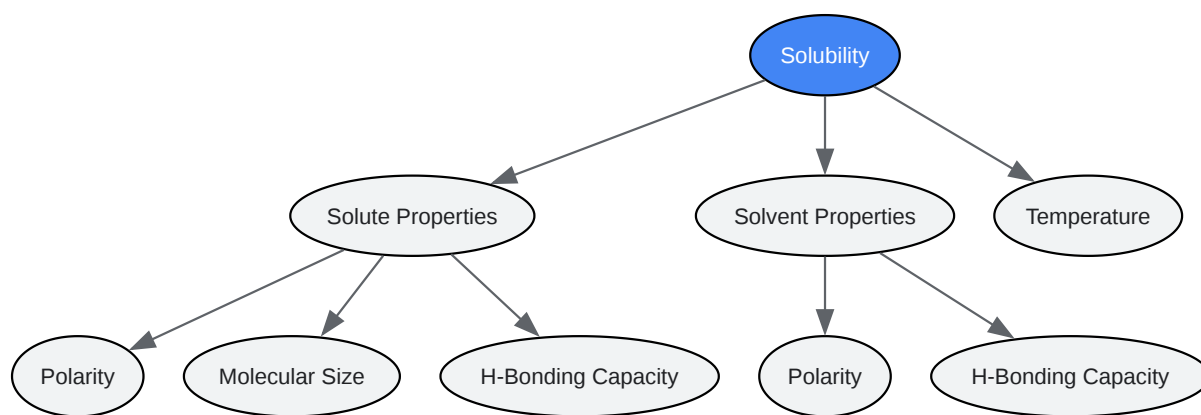 Solubility
Solute Properties
Solvent Properties
Temperature
Polarity
Molecular Size
H-Bonding Capacity
Polarity
H-Bonding Capacity